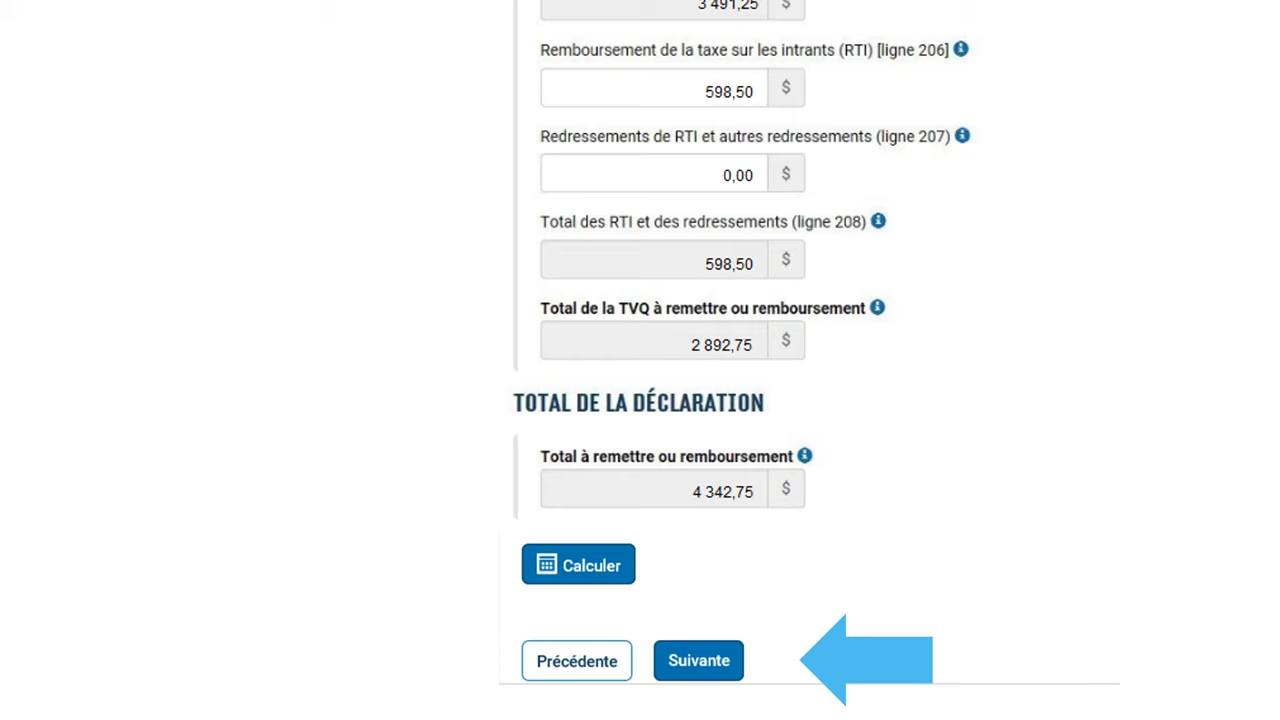 3 491,25 $
Remboursement de la taxe sur les intrants (RTI) [ligne 206]
598,50 $
Redressements de RTI et autres redressements (ligne 207)
0,00 $
Total des RTI et des redressements (ligne 208)
598,50 $
Total de la TVQ à remettre ou remboursement
2 892,75 $
TOTAL DE LA DÉCLARATION
Total à remettre ou remboursement
4 342,75 $
Calculer
Précédente Suivante